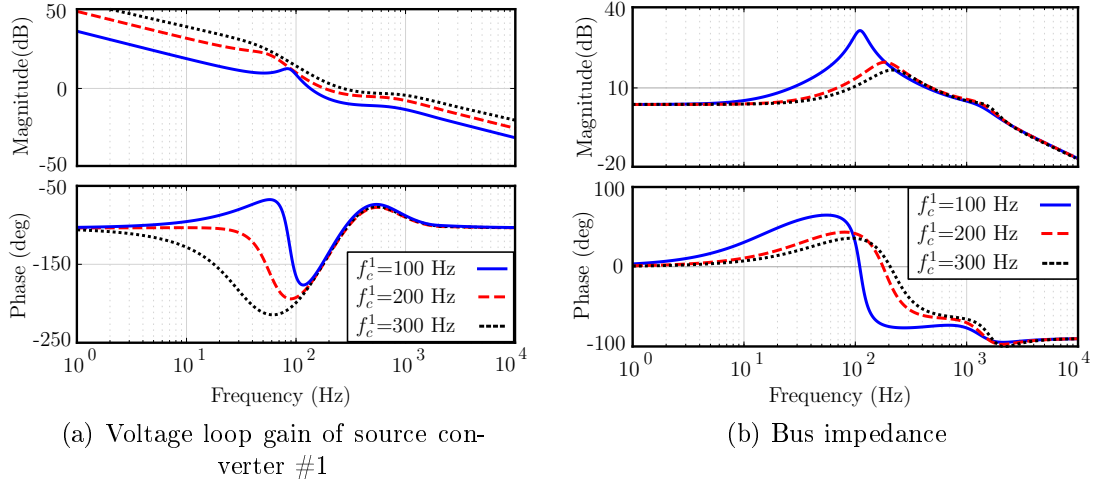 50
0
-50
Magnitude(dB)
-50
-150
-250
Phase (deg)
f_c^1=100 Hz
f_c^1=200 Hz
f_c^1=300 Hz
10^0
10^1
10^2
10^3
10^4
Frequency (Hz)
(a) Voltage loop gain of source con-
verter #1
40
10
-20
Magnitude(dB)
100
0
-100
Phase (deg)
f_c^1=100 Hz
f_c^1=200 Hz
f_c^1=300 Hz
10^0
10^1
10^2
10^3
10^4
Frequency (Hz)
(b) Bus impedance